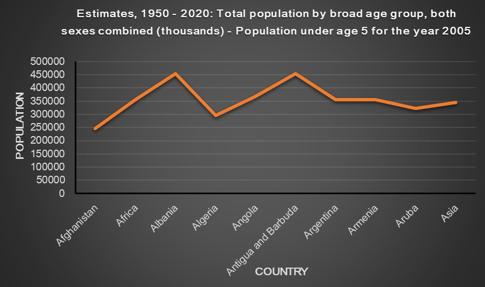 Estimates, 1950 - 2020: Total population by broad age group, both
sexes combined (thousands) - Population under age 5 for the year 2005
500000
450000
400000
350000
300000
250000
200000
150000
100000
50000
0
POPULATION
Afghanistan
Africa
Albania
Algeria
Angola
Antigua and Barbuda
Argentina
Armenia
Aruba
Asia
COUNTRY